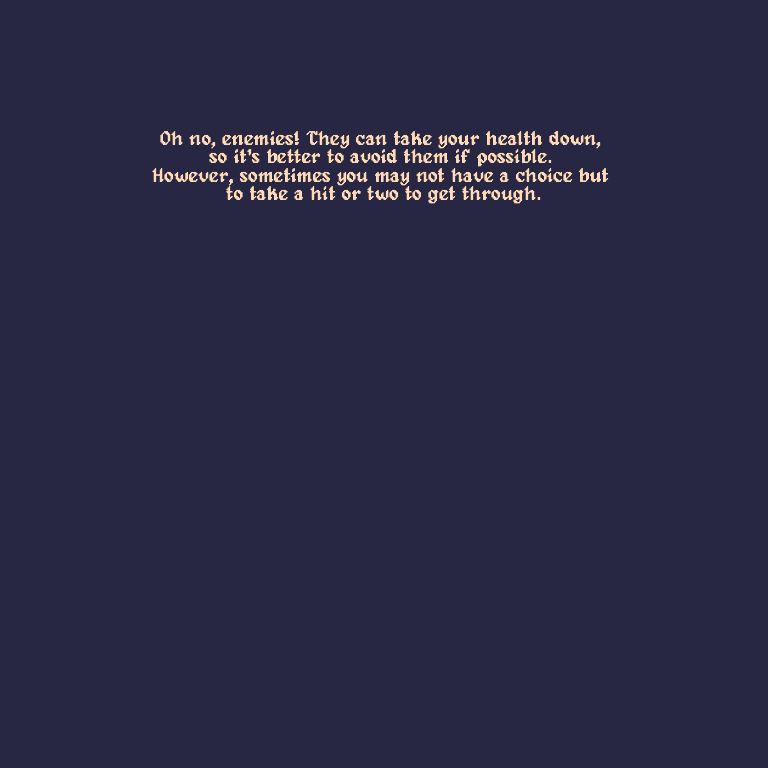 Oh no, enemies! They can take your health down,
so it's better to avoid them if possible.
However, sometimes you may not have a choice but
to take a hit or two to get through.